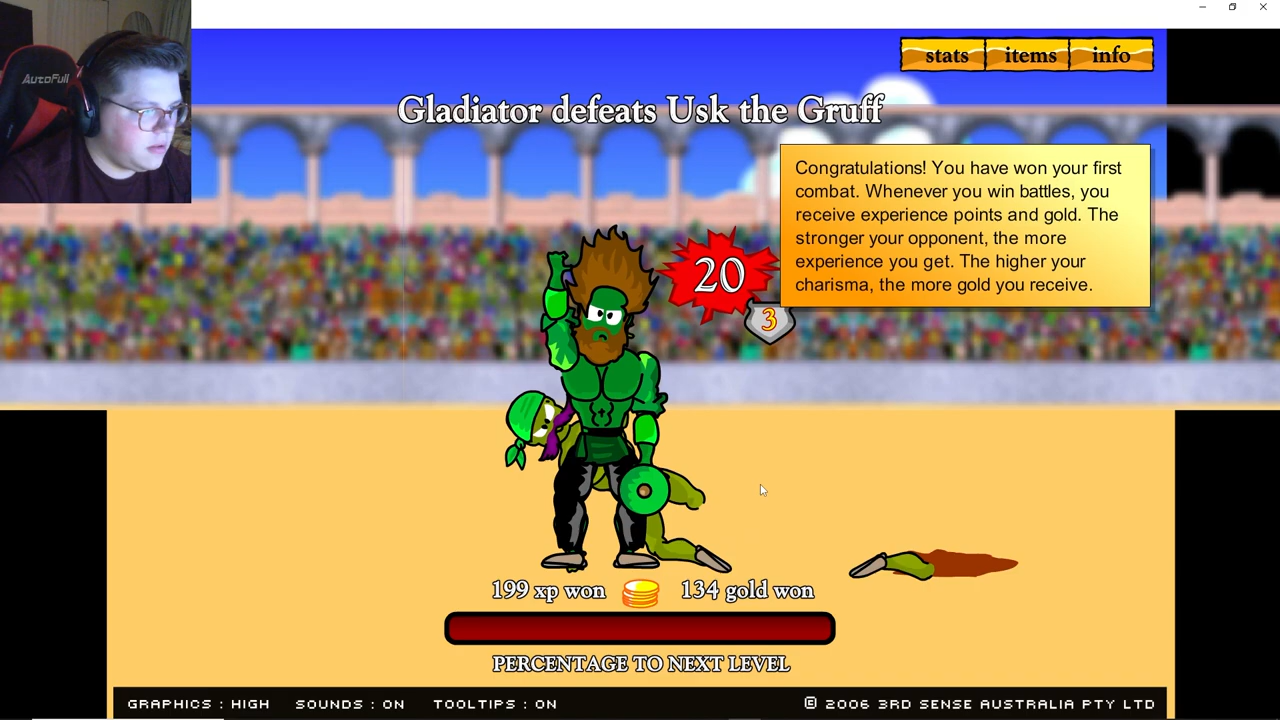 AutoFull
stats items info
Gladiator defeats Usk the Gruff
Congratulations! You have won your first
combat. Whenever you win battles, you
receive experience points and gold. The
stronger your opponent, the more
experience you get. The higher your
charisma, the more gold you receive.
20
3
199 xp won 134 gold won
PERCENTAGE TO NEXT LEVEL
GRAPHICS : HIGH SOUNDS : ON TOOLTIPS : ON © 2006 3RD SENSE AUSTRALIA PTY LTD